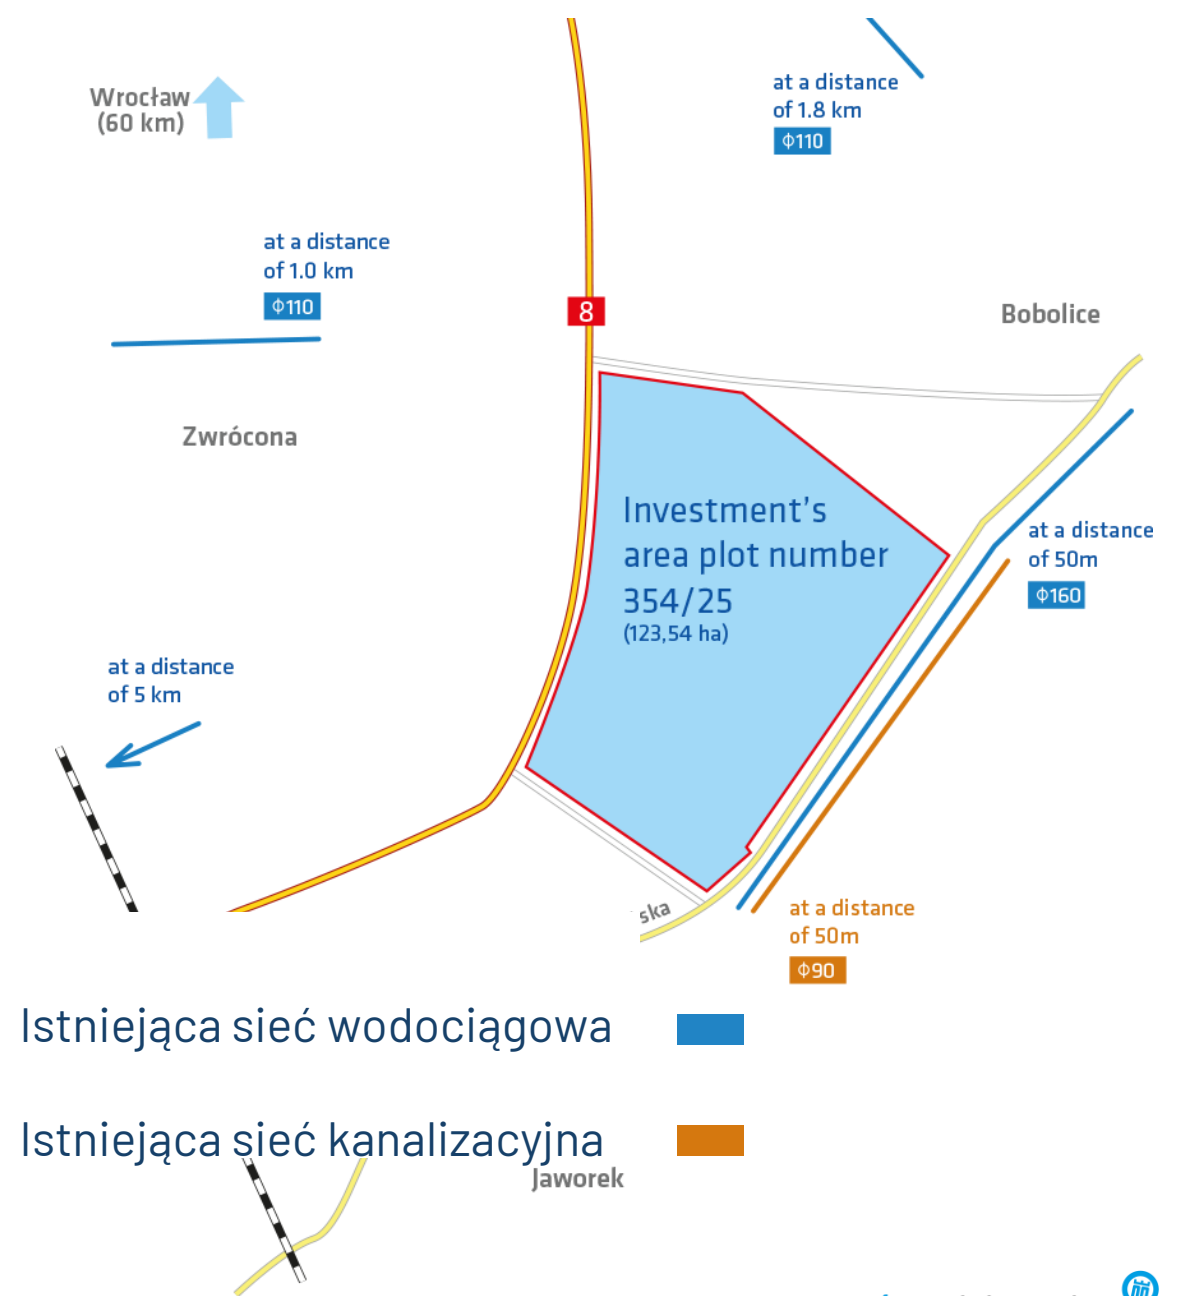 at a distance
of 1.8 km
Φ110
Wrocław
(60 km)
at a distance
of 1.0 km
Φ110
8
Bobolice
Zwrócona
Investment's
area plot number
354/25
(123,54 ha)
at a distance
of 50m
Φ160
at a distance
of 5 km
ska
at a distance
of 50m
Φ90
Istniejąca sieć wodociągowa
Istniejąca sieć kanalizacyjna
Jaworek